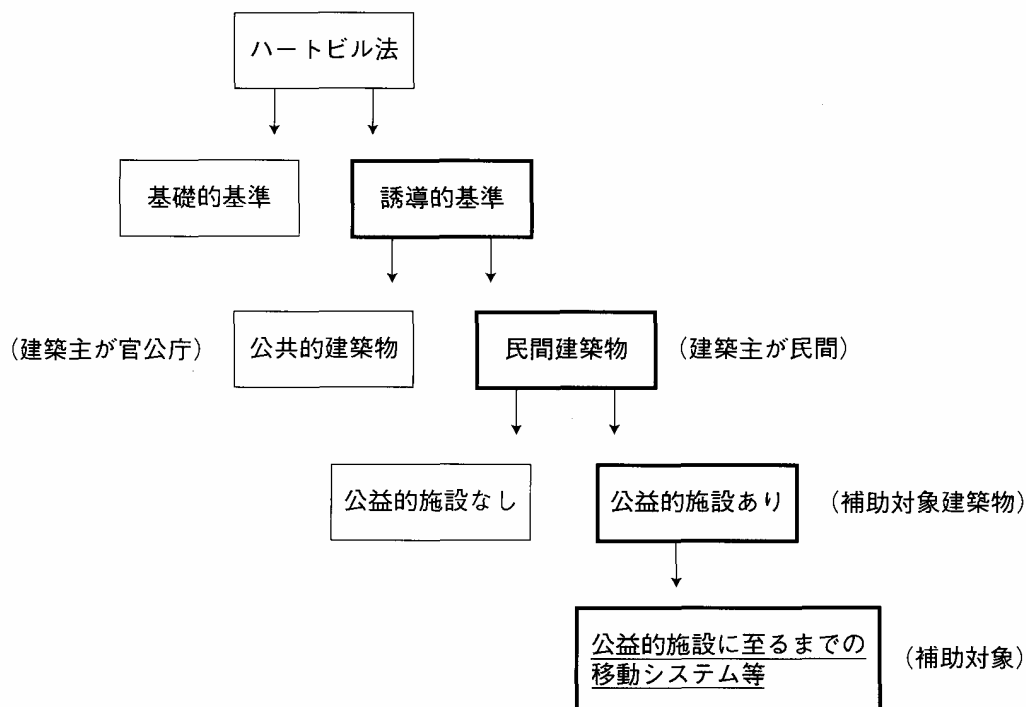 ハートビル法
基礎的基準
誘導的基準
(建築主が官公庁)
公共的建築物
民間建築物
(建築主が民間)
公益的施設なし
公益的施設あり
(補助対象建築物)
公益的施設に至るまでの
移動システム等
(補助対象)